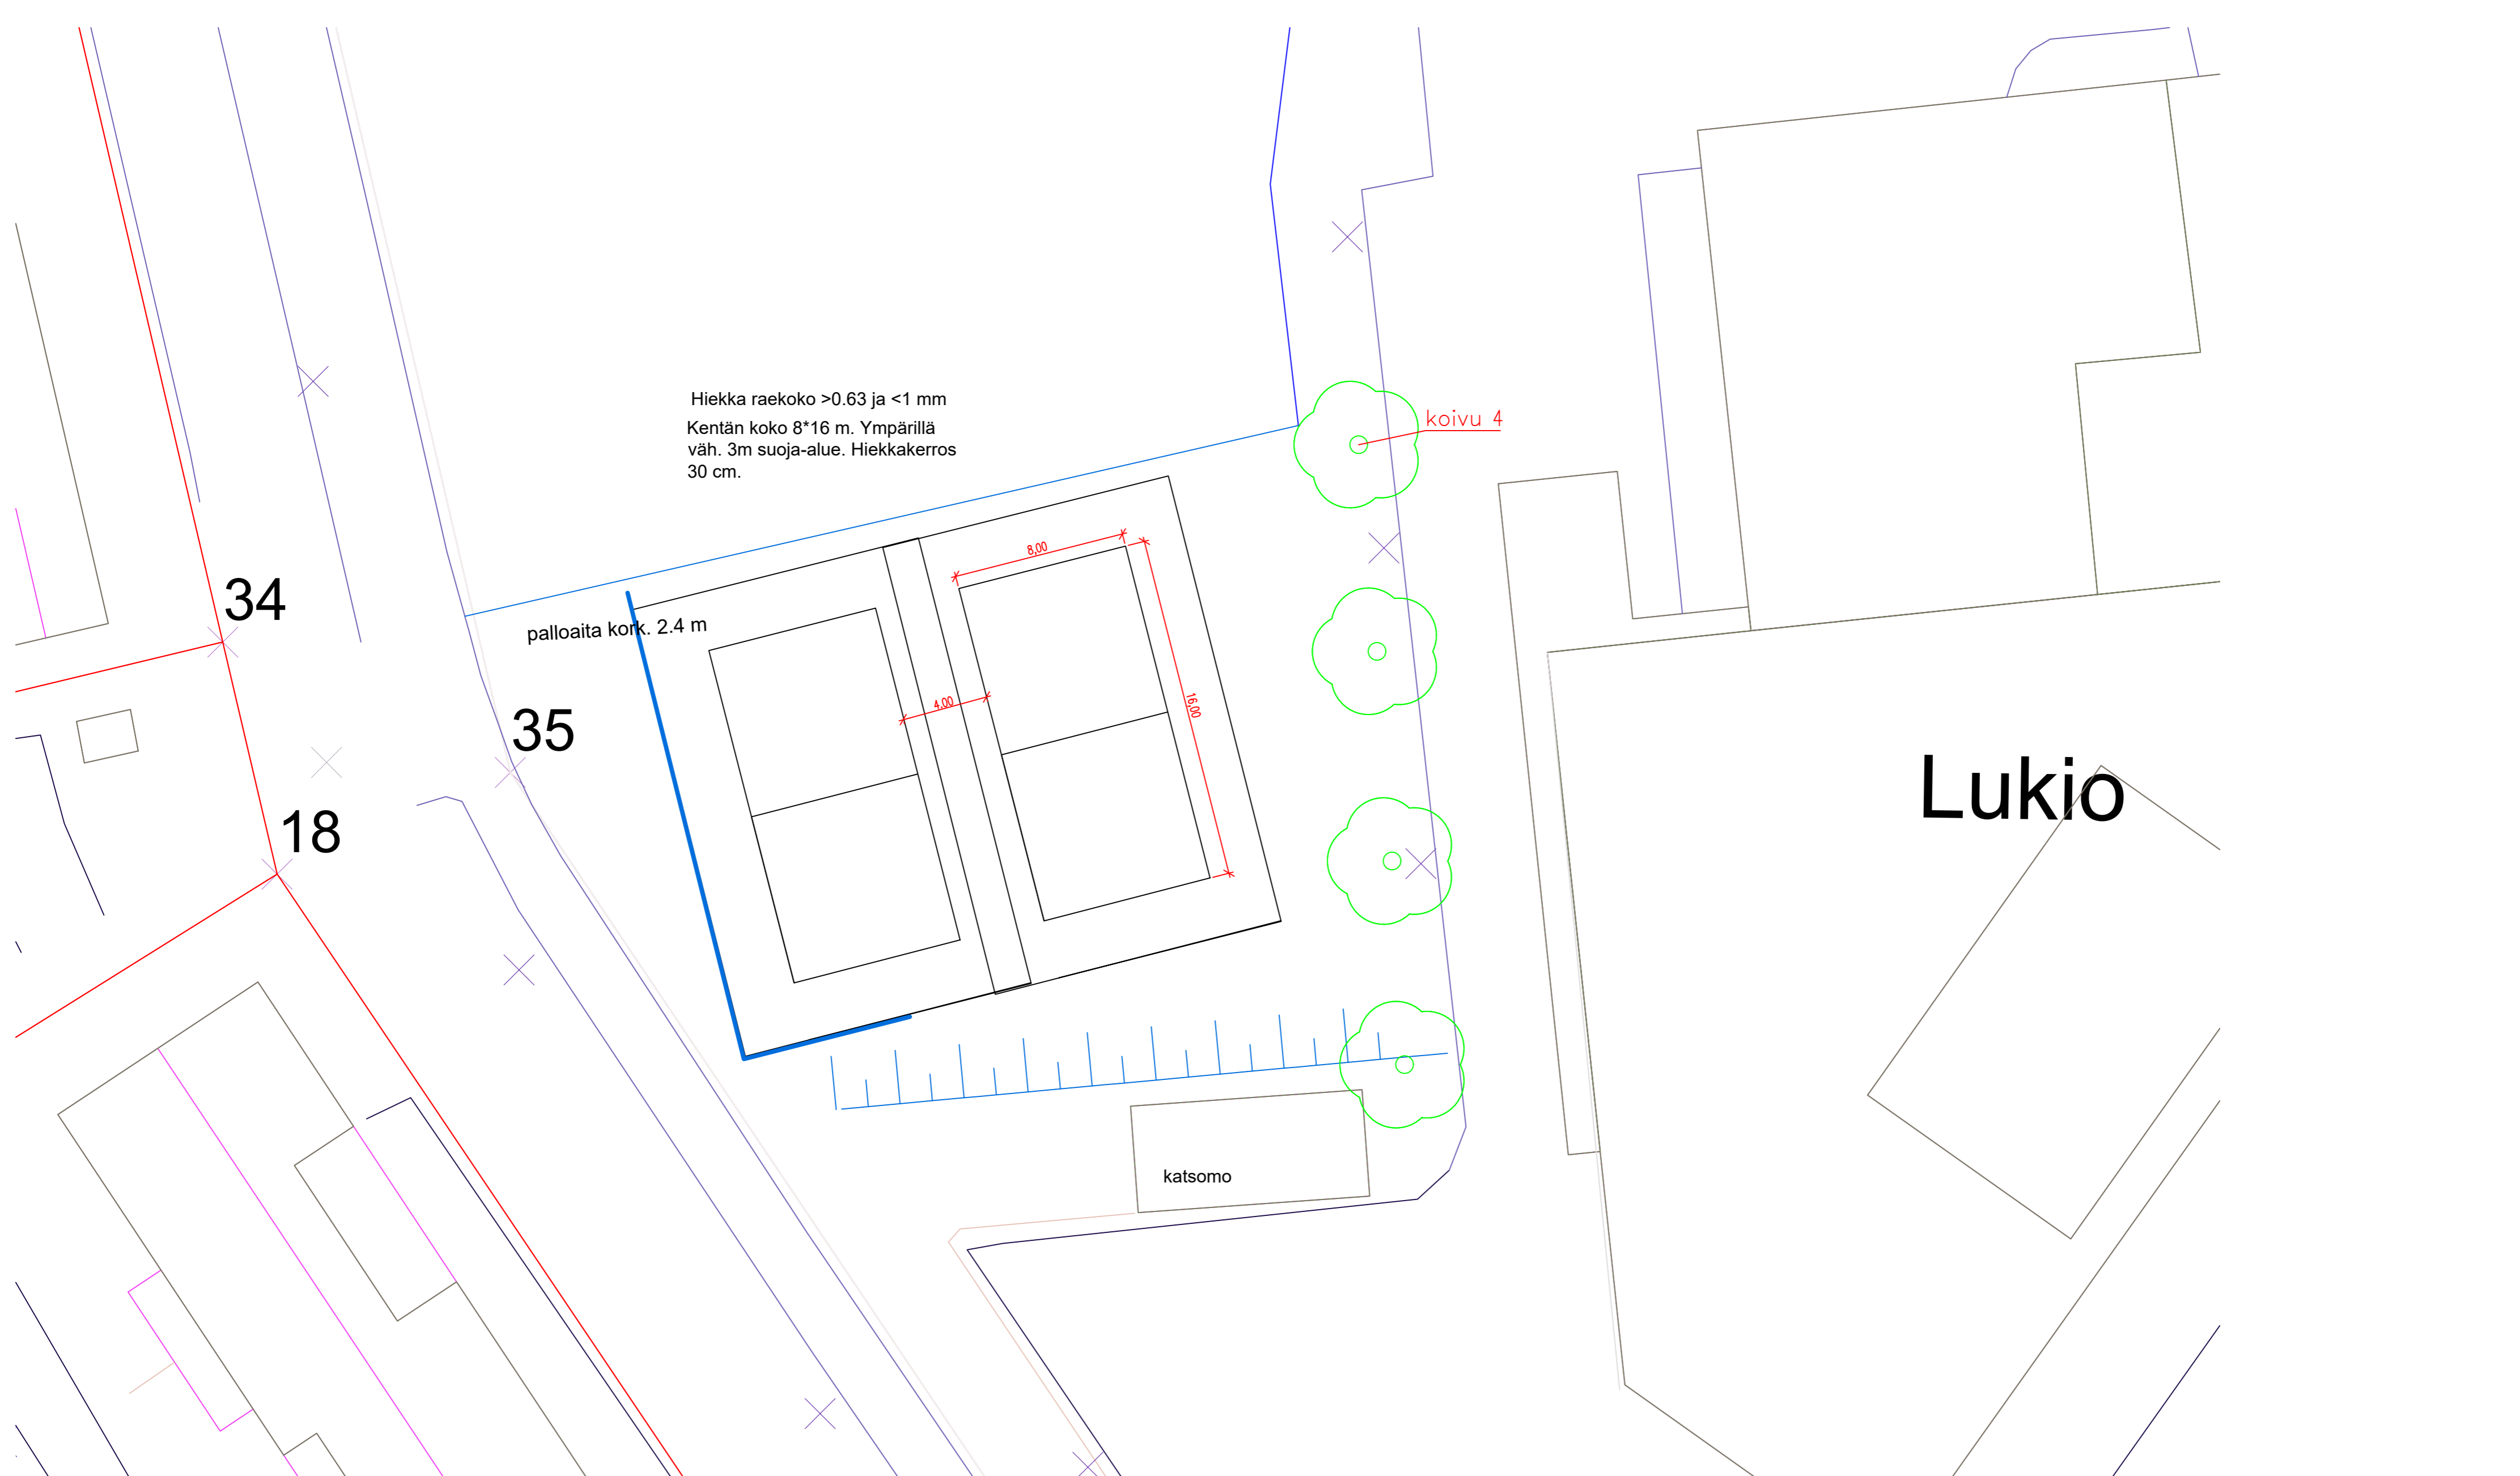 Hiekka raekoko >0.63 ja <1 mm
Kentän koko 8*16 m. Ympärillä
väh. 3m suoja-alue. Hiekkakerros
30 cm.
koivu 4
8,00
34
palloaita kork. 2.4 m
4,00
16,00
35
Lukio
18
katsomo